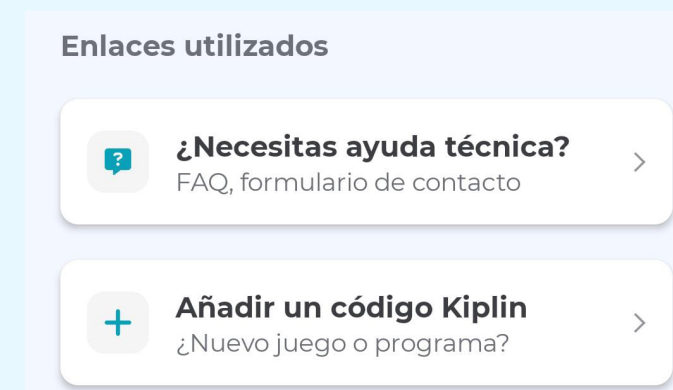 Enlaces utilizados
¿Necesitas ayuda técnica?
FAQ, formulario de contacto
Añadir un código Kiplin
¿Nuevo juego o programa?